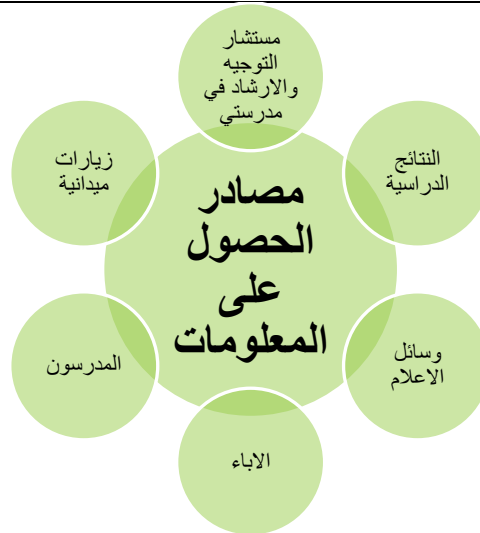 مستشار
التوجيه
والارشاد في
مدرستي
النتائج
الدراسية
وسائل
الاعلام
الاباء
المدرسون
زيارات
ميدانية
مصادر
الحصول
على
المعلومات